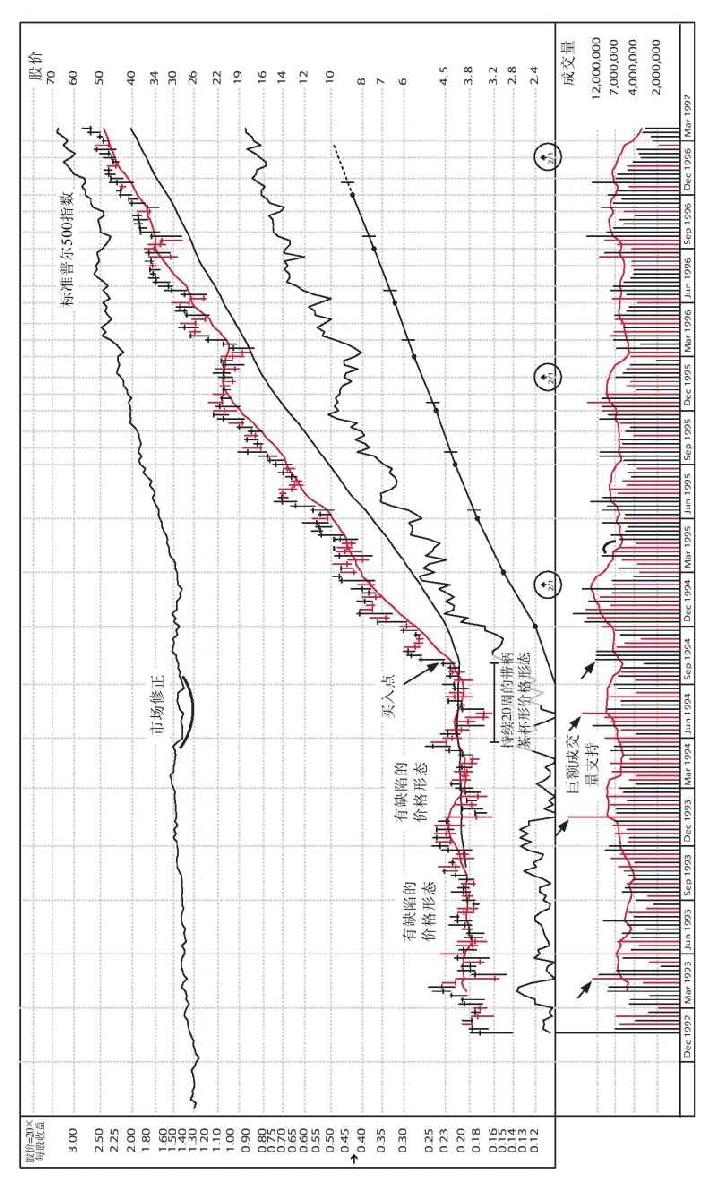 股价=20×
每股收益
3.00
2.50
2.25
2.00
1.80
1.60
1.50
1.40
1.30
1.20
1.10
1.00
0.90
0.80
0.75
0.70
0.65
0.60
0.55
0.50
0.45
0.40
0.35
0.30
0.25
0.23
0.20
0.18
0.16
0.15
0.14
0.13
0.12
标准普尔500指数
市场修正
买入点
有缺陷的
价格形态
有缺陷的
价格形态
持续20周的带柄
茶杯形价格形态
巨额成交
量支持
2/1
2/1
2/1
股价
70
60
50
40
34
30
26
22
19
16
14
12
10
8
7
6
4.5
3.8
3.2
2.8
2.4
成交量
12,000,000
7,000,000
4,000,000
2,000,000
Dec 1992
Mar 1993
Jun 1993
Sep 1993
Dec 1993
Mar 1994
Jun 1994
Sep 1994
Dec 1994
Mar 1995
Jun 1995
Sep 1995
Dec 1995
Mar 1996
Jun 1996
Sep 1996
Dec 1996
Mar 1997